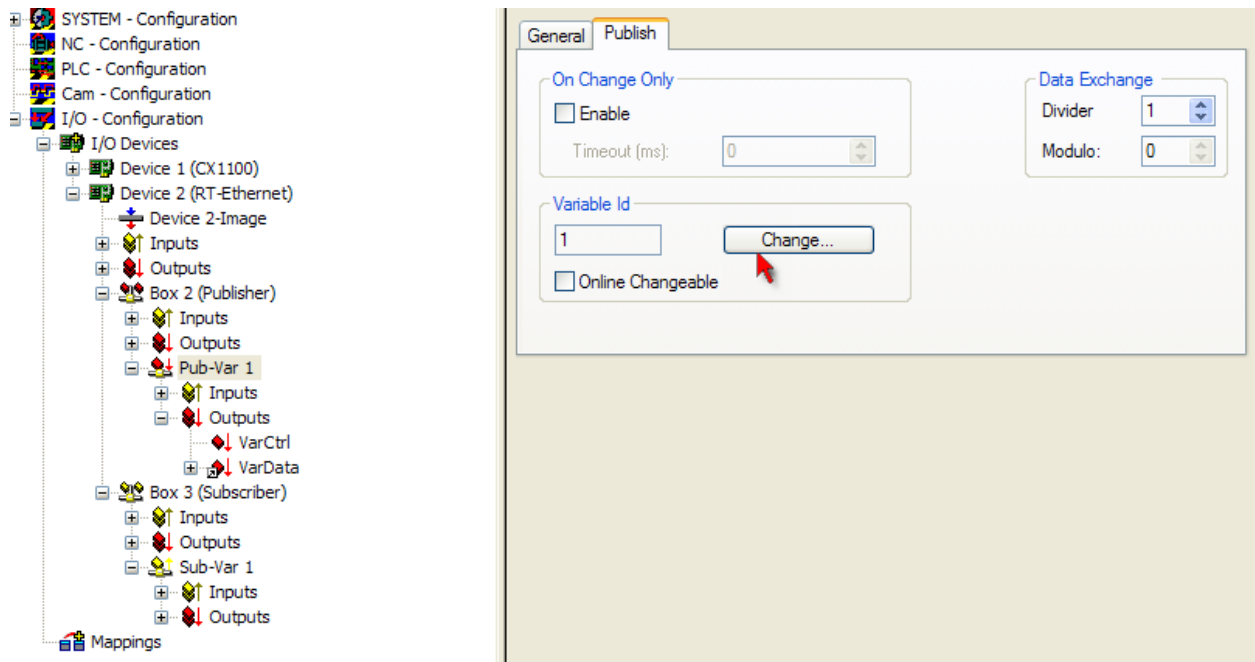 SYSTEM - Configuration
NC - Configuration
PLC - Configuration
Cam - Configuration
I/O - Configuration
I/O Devices
Device 1 (CX1100)
Device 2 (RT-Ethernet)
Device 2-Image
Inputs
Outputs
Box 2 (Publisher)
Inputs
Outputs
Pub-Var 1
Inputs
Outputs
VarCtrl
VarData
Box 3 (Subscriber)
Inputs
Outputs
Sub-Var 1
Inputs
Outputs
Mappings
General Publish
On Change Only
Enable
Timeout (ms): 0
Variable Id
1 Change...
Online Changeable
Data Exchange
Divider 1
Modulo: 0